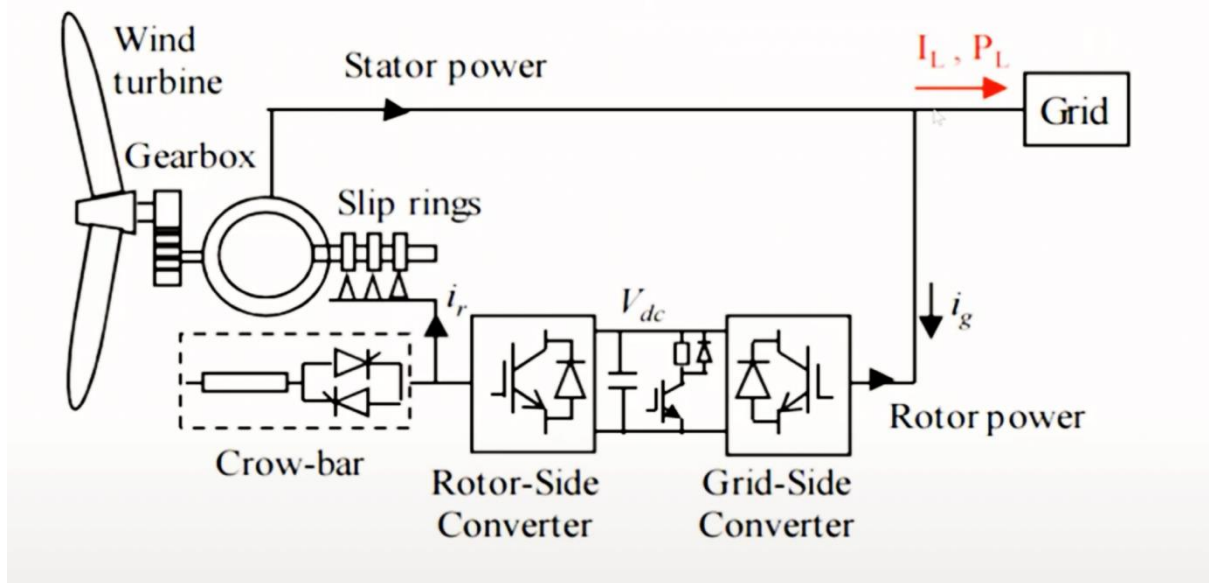 Wind
turbine
Stator power
I_L , P_L
Grid
Gearbox
Slip rings
i_r
V_dc
i_g
Rotor power
Crow-bar
Rotor-Side
Converter
Grid-Side
Converter